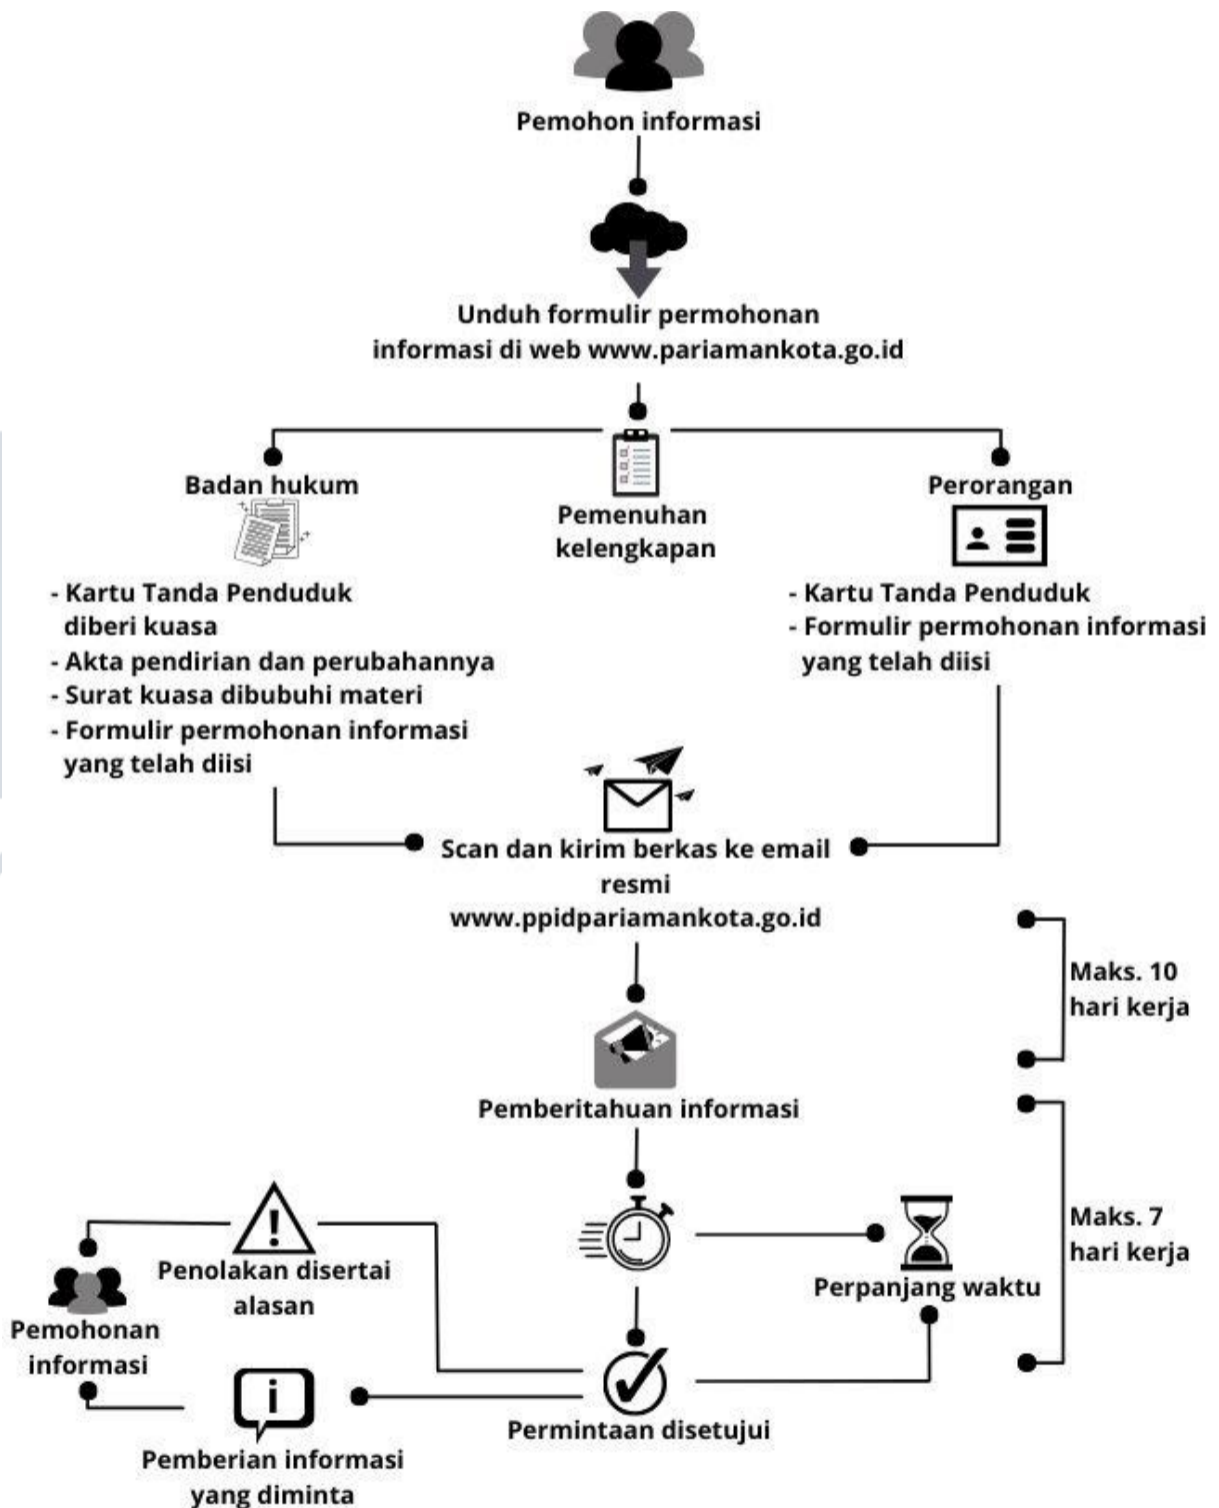 Pemohon informasi
Unduh formulir permohonan
informasi di web www.pariamankota.go.id
Badan hukum
Pemenuhan
kelengkapan
Perorangan
- Kartu Tanda Penduduk
diberi kuasa
- Akta pendirian dan perubahannya
- Surat kuasa dibubuhi materi
- Formulir permohonan informasi
yang telah diisi
- Kartu Tanda Penduduk
- Formulir permohonan informasi
yang telah diisi
Scan dan kirim berkas ke email
resmi
www.ppidpariamankota.go.id
Maks. 10
hari kerja
Pemberitahuan informasi
Maks. 7
hari kerja
Perpanjang waktu
Penolakan disertai
alasan
Pemohonan
informasi
Permintaan disetujui
Pemberian informasi
yang diminta